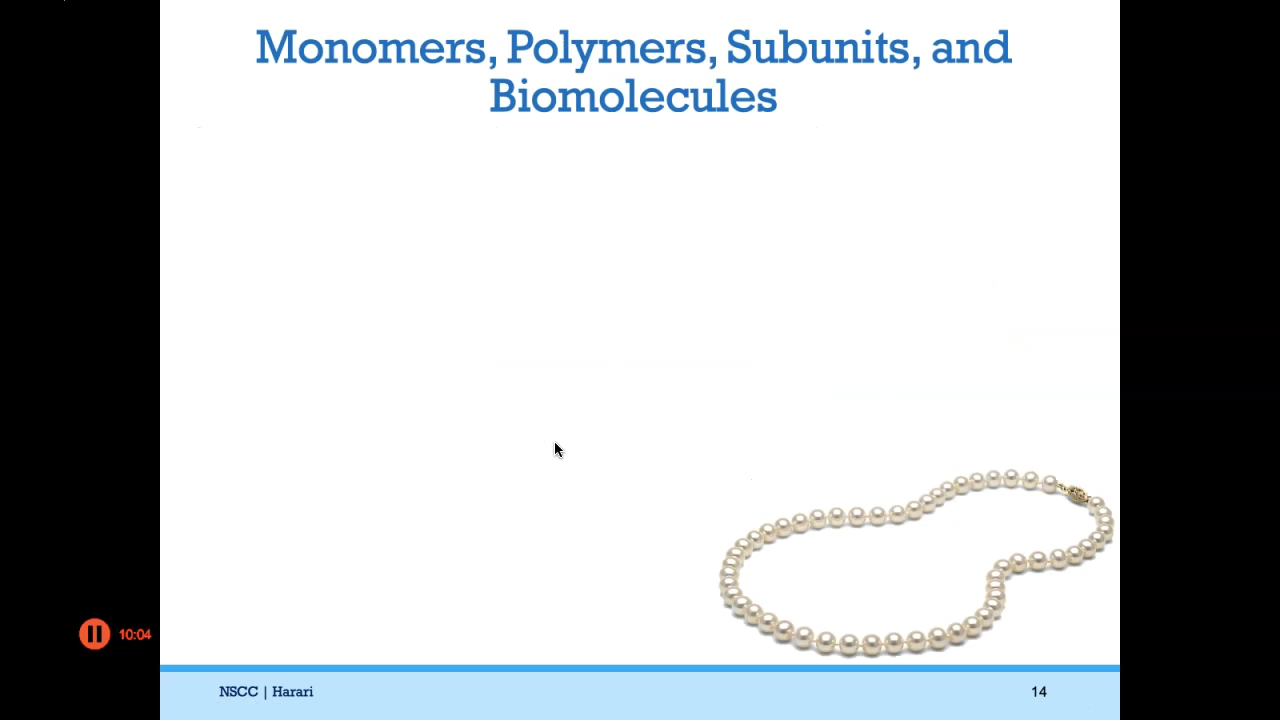 Monomers, Polymers, Subunits, and
Biomolecules
10:04
NSCC | Harari
14